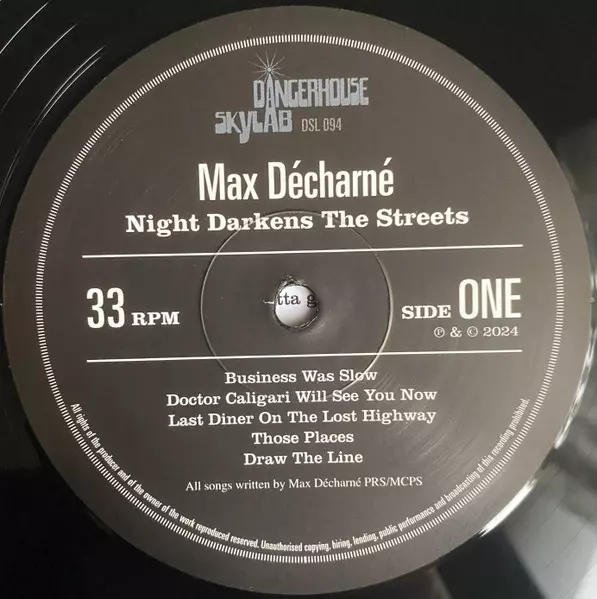 DANGERHOUSE
SKYLAB DSL 094
Max Décharné
Night Darkens The Streets
33 RPM
tta g
SIDE ONE
℗ & © 2024
Business Was Slow
Doctor Caligari Will See You Now
Last Diner On The Lost Highway
Those Places
Draw The Line
All songs written by Max Décharné PRS/MCPS
All rights of the producer and of the owner of the work reproduced reserved. Unauthorised copying, hiring, lending, public performance and broadcasting of this recording prohibited.